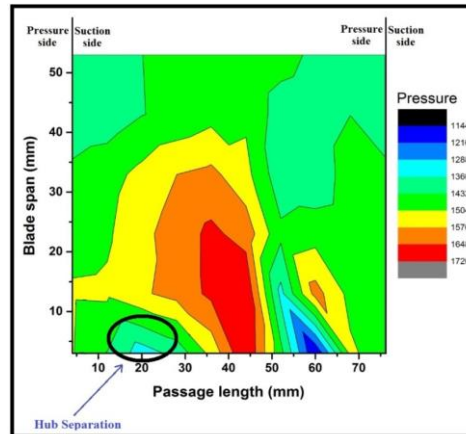 Pressure Suction
side side
Pressure Suction
side side
50
40
30
20
10
Blade span (mm)
10 20 30 40 50 60 70
Passage length (mm)
Hub Separation
Pressure
1144
1216
1288
1360
1432
1504
1576
1648
1720